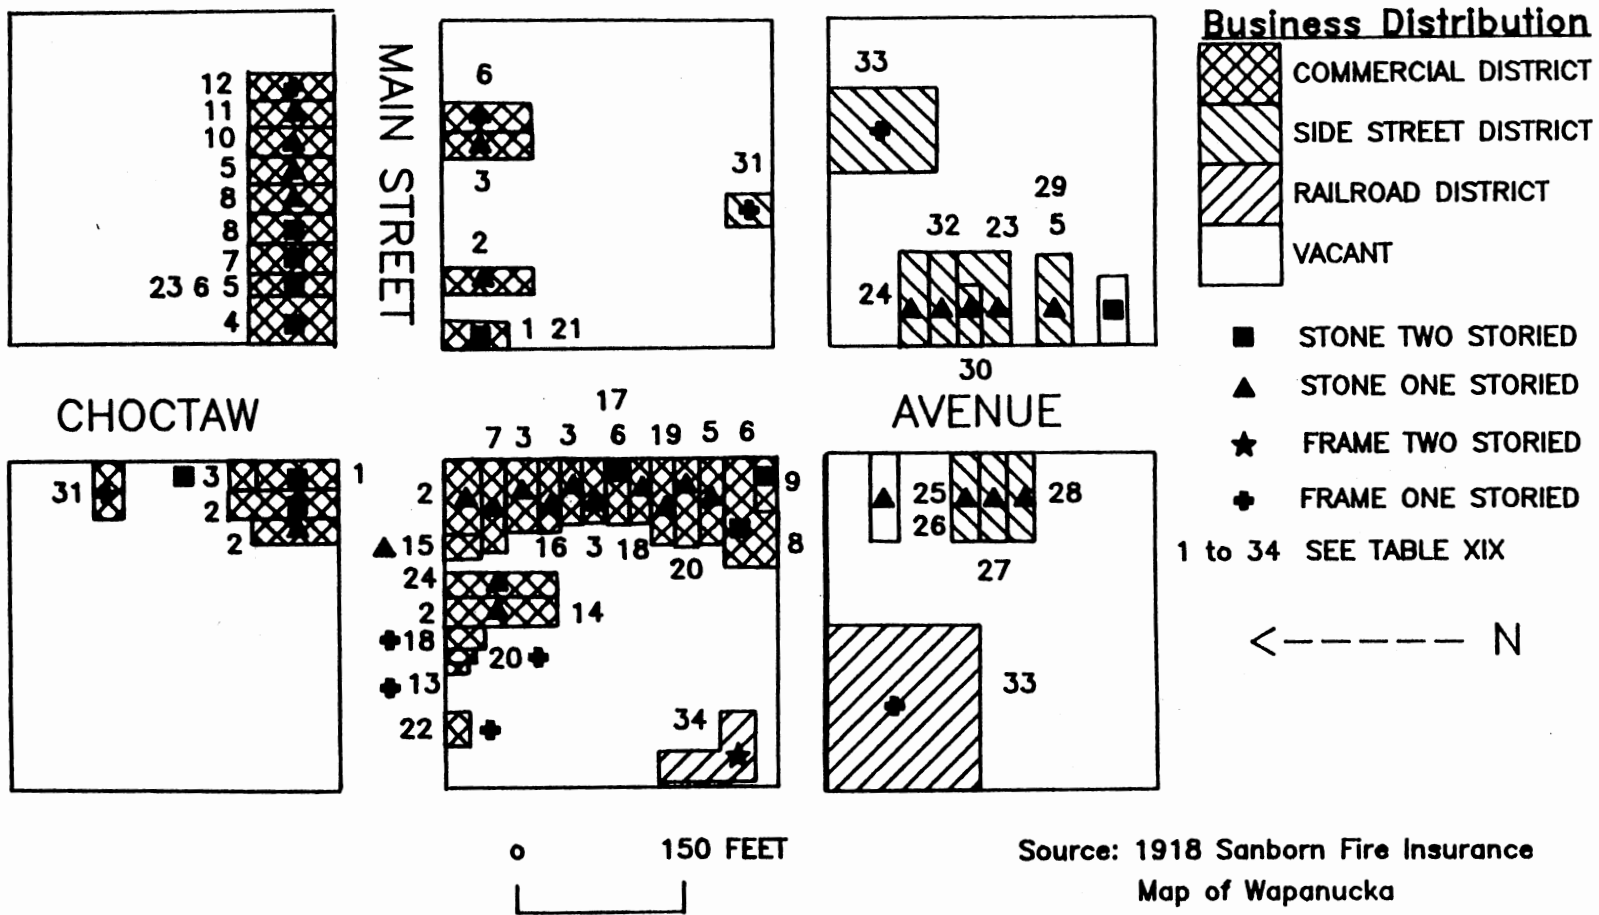 Business Distribution
COMMERCIAL DISTRICT
SIDE STREET DISTRICT
RAILROAD DISTRICT
VACANT
STONE TWO STORIED
STONE ONE STORIED
FRAME TWO STORIED
FRAME ONE STORIED
1 to 34 SEE TABLE XIX
N
12
11
10
5
8
8
7
23 6 5
4
MAIN STREET
6
3
2
1 21
31
33
29
32 23 5
24
30
CHOCTAW
AVENUE
31
3
1
2
2
17
7 3 3 6 19 5 6
2
9
15
16 3 18 20
8
24
2
14
18
20
13
22
34
25
26
28
27
33
0 150 FEET
Source: 1918 Sanborn Fire Insurance
Map of Wapanucka